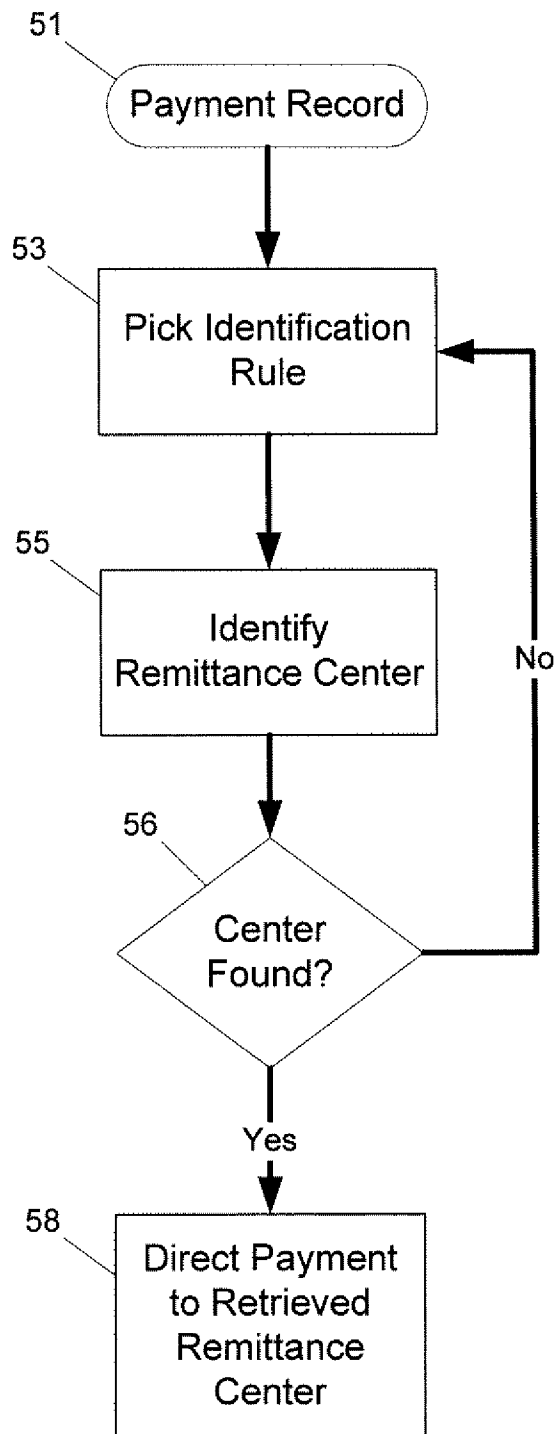 51
Payment Record
53
Pick Identification
Rule
55
Identify
Remittance Center
No
56
Center
Found?
Yes
58
Direct Payment
to Retrieved
Remittance
Center